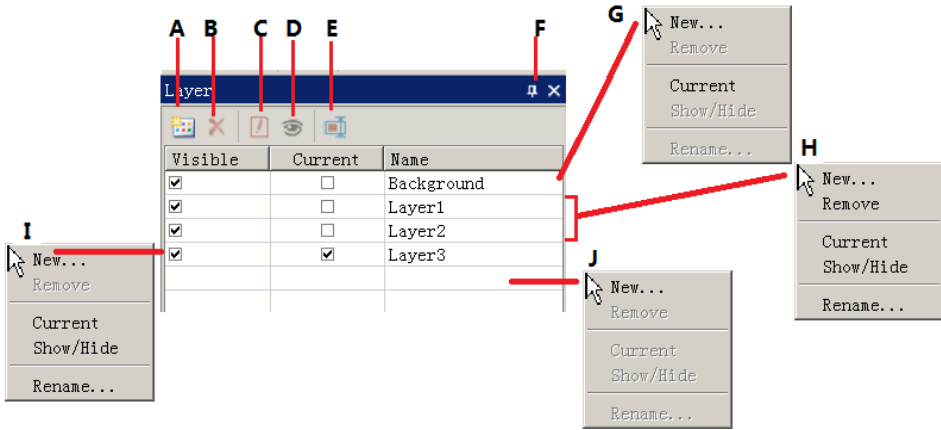 A
B
C
D
E
F
G
New...
Remove
Current
Show/Hide
Rename...
Layer
Visible
Current
Name
Background
Layer1
Layer2
Layer3
H
New...
Remove
Current
Show/Hide
Rename...
I
New...
Remove
Current
Show/Hide
Rename...
J
New...
Remove
Current
Show/Hide
Rename...